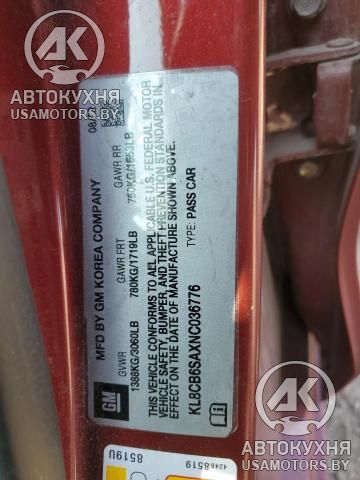 АВТОКУХНЯ
USAMOTORS.BY
MFD BY GM KOREA COMPANY
GVWR GAWR FRT GAWR RR
1388KG/3060LB 780KG/1719LB 750KG/1653LB
THIS VEHICLE CONFORMS TO ALL APPLICABLE U.S. FEDERAL MOTOR
VEHICLE SAFETY, BUMPER, AND THEFT PREVENTION STANDARDS IN
EFFECT ON THE DATE OF MANUFACTURE SHOWN ABOVE.
KL8CB6SAXNC036776 TYPE: PASS CAR
GM
8519U
42488519
АВТОКУХНЯ
USAMOTORS.BY